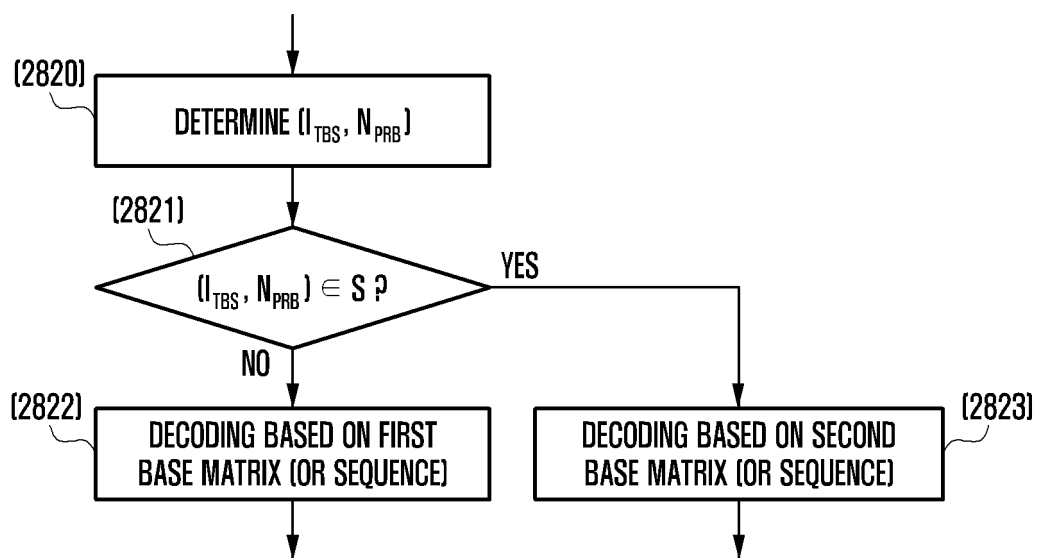 (2820)
DETERMINE (I_TBS, N_PRB)
(2821)
(I_TBS, N_PRB) ∈ S ?
YES
NO
(2822)
(2823)
DECODING BASED ON FIRST
BASE MATRIX (OR SEQUENCE)
DECODING BASED ON SECOND
BASE MATRIX (OR SEQUENCE)